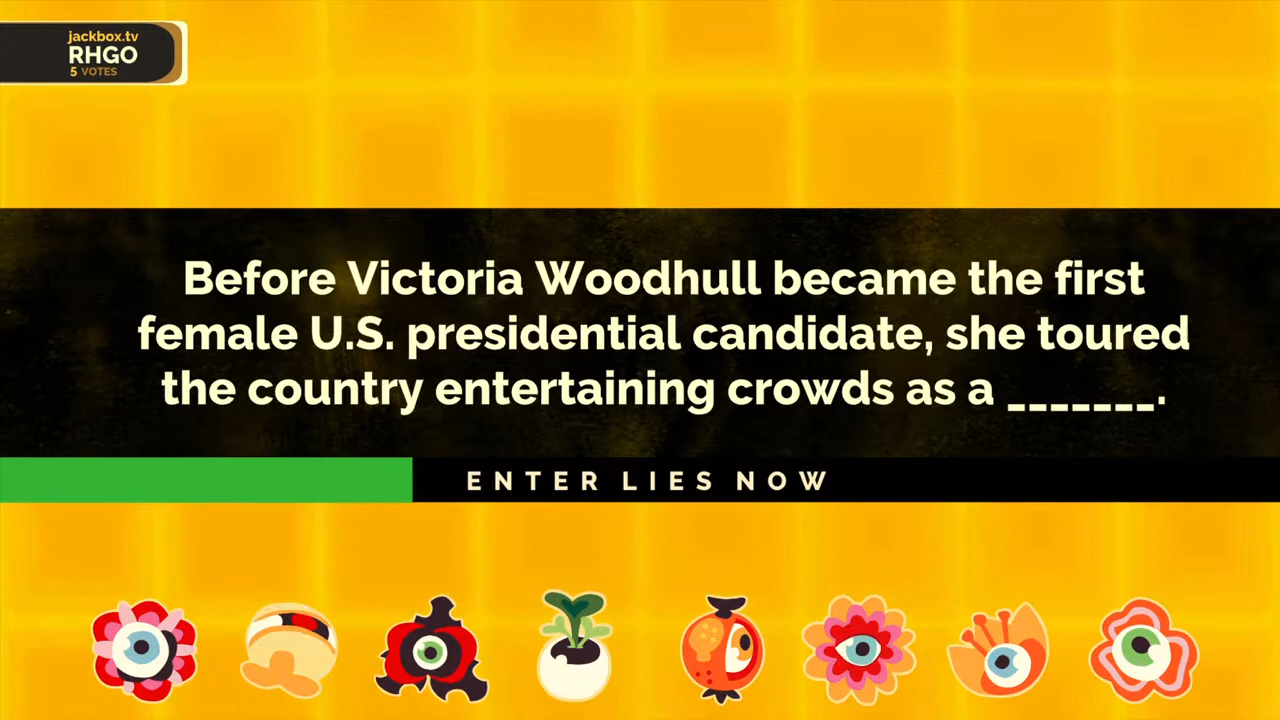 jackbox.tv
RHGO
5 VOTES
Before Victoria Woodhull became the first
female U.S. presidential candidate, she toured
the country entertaining crowds as a _______.
ENTER LIES NOW